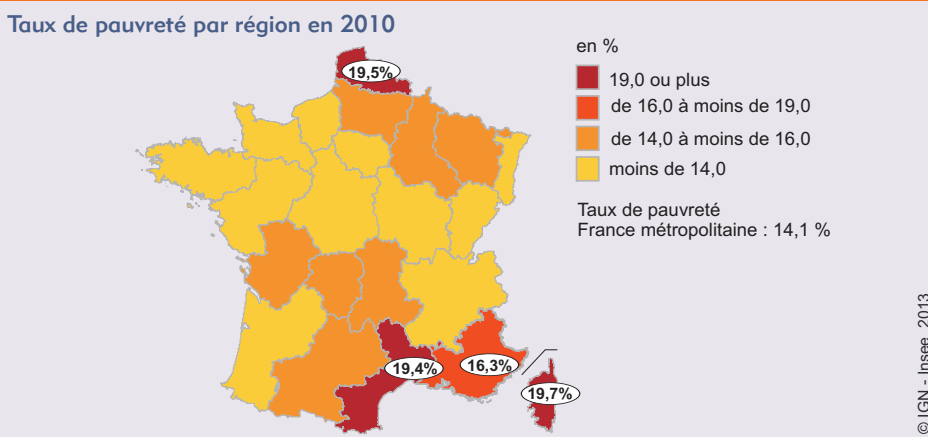 Taux de pauvreté par région en 2010
en %
19,0 ou plus
de 16,0 à moins de 19,0
de 14,0 à moins de 16,0
moins de 14,0
Taux de pauvreté
France métropolitaine : 14,1 %
19,5%
19,4%
16,3%
19,7%
© IGN - Insee 2013